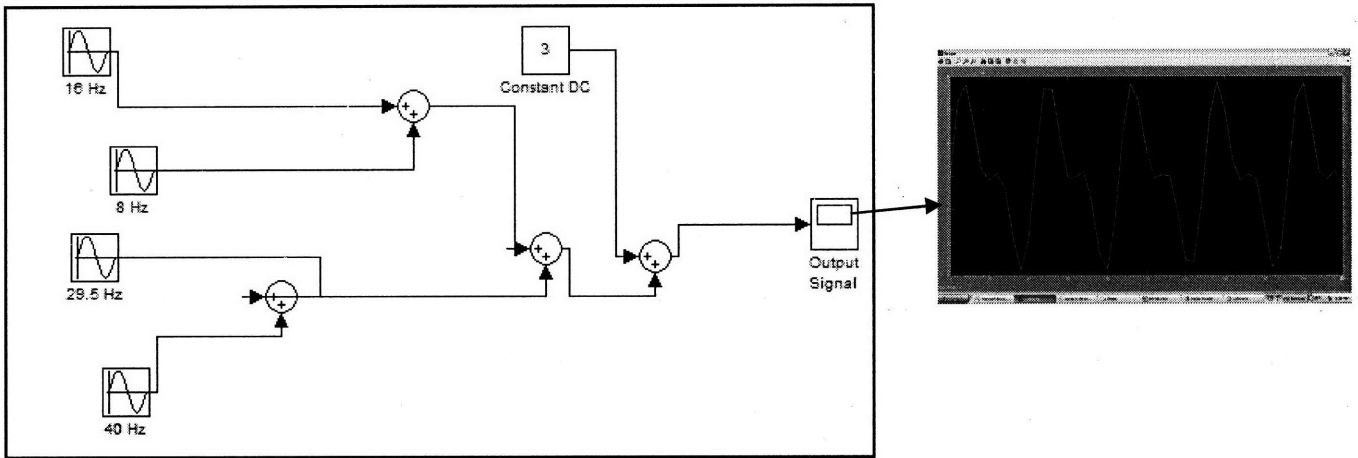 16 Hz
3
Constant DC
+
+
8 Hz
29.5 Hz
+
+
+
+
+
+
Output
Signal
40 Hz